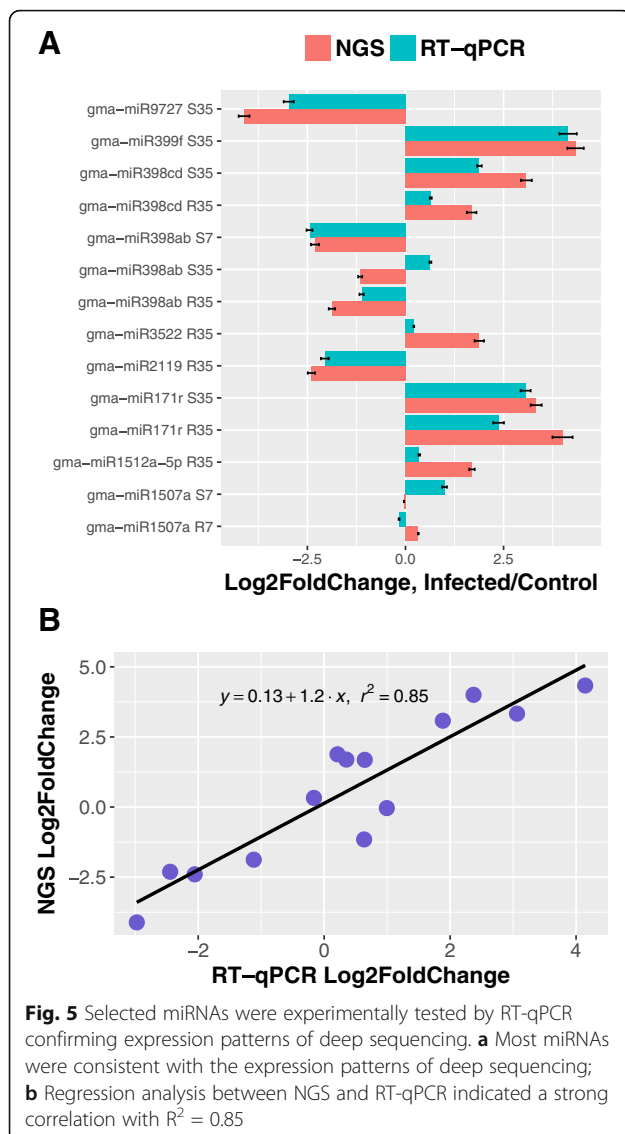 A
NGS RT−qPCR
gma−miR9727 S35
gma−miR399f S35
gma−miR398cd S35
gma−miR398cd R35
gma−miR398ab S7
gma−miR398ab S35
gma−miR398ab R35
gma−miR3522 R35
gma−miR2119 R35
gma−miR171r S35
gma−miR171r R35
gma−miR1512a−5p R35
gma−miR1507a S7
gma−miR1507a R7
−2.5 0.0 2.5
Log2FoldChange, Infected/Control
B
NGS Log2FoldChange
5.0
2.5
0.0
−2.5
y = 0.13 + 1.2 · x, r² = 0.85
−2 0 2 4
RT−qPCR Log2FoldChange
Fig. 5 Selected miRNAs were experimentally tested by RT-qPCR
confirming expression patterns of deep sequencing. a Most miRNAs
were consistent with the expression patterns of deep sequencing;
b Regression analysis between NGS and RT-qPCR indicated a strong
correlation with R² = 0.85